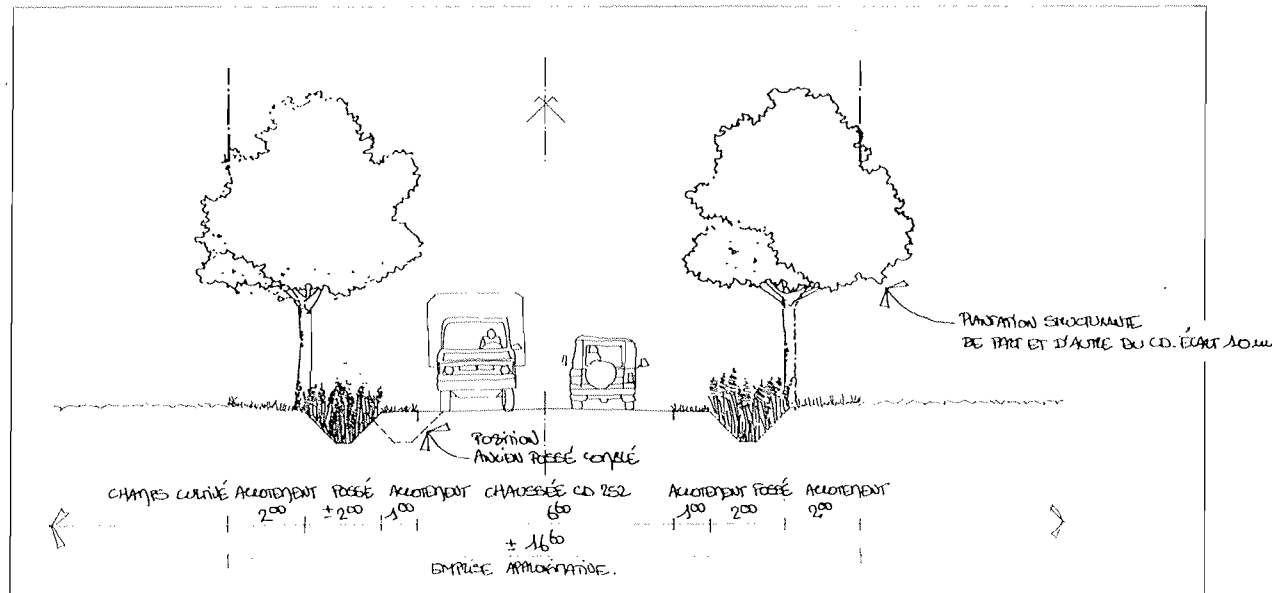 PLANTATION STRUCTURANTE
DE PART ET D'AUTRE DU CD. ÉCART 10 m
POSITION
ANCIEN FOSSÉ COMBLÉ
CHAMPS CULTIVÉ ACCOTEMENT FOSSÉ ACCOTEMENT CHAUSSÉE CD 252 ACCOTEMENT FOSSÉ ACCOTEMENT
2⁰⁰ ±2⁰⁰ 1⁰⁰ 6⁶⁰ 1⁰⁰ 2⁰⁰ 2⁰⁰
± 16⁶⁰
EMPRISE APPROXIMATIVE.